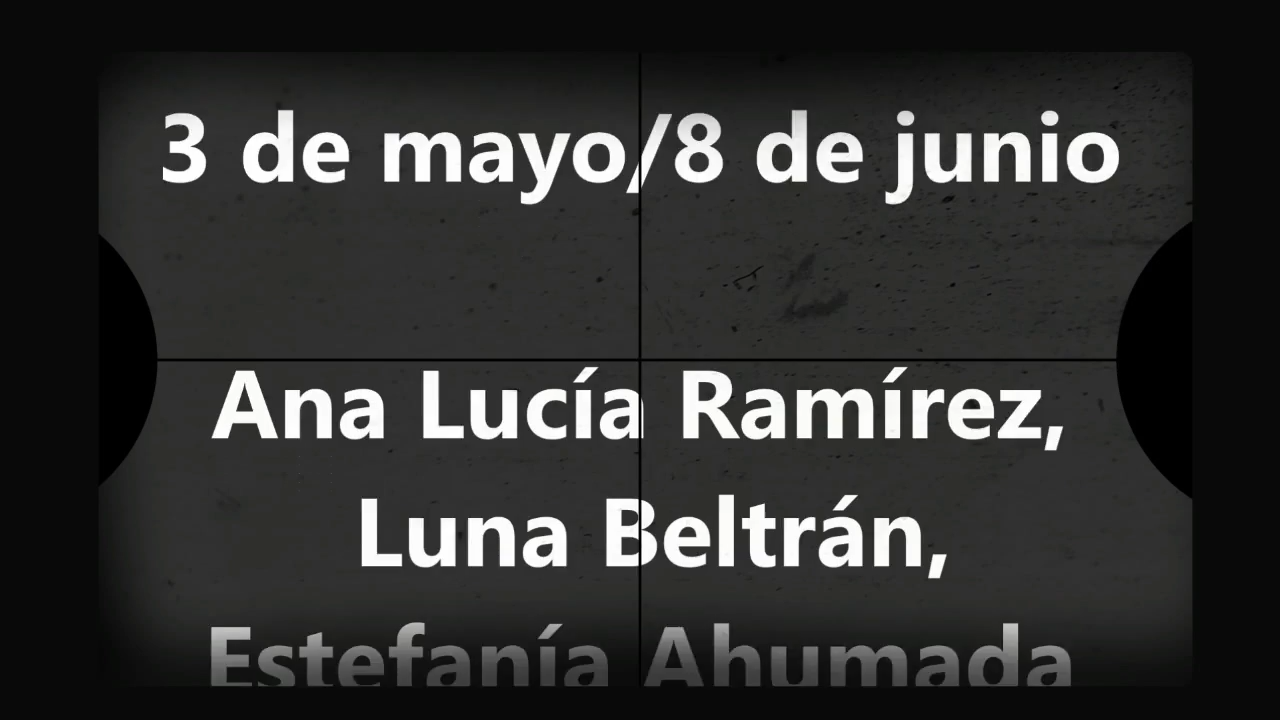 3 de mayo/8 de junio
Ana Lucía Ramírez,
Luna Beltrán,
Estefanía Ahumada